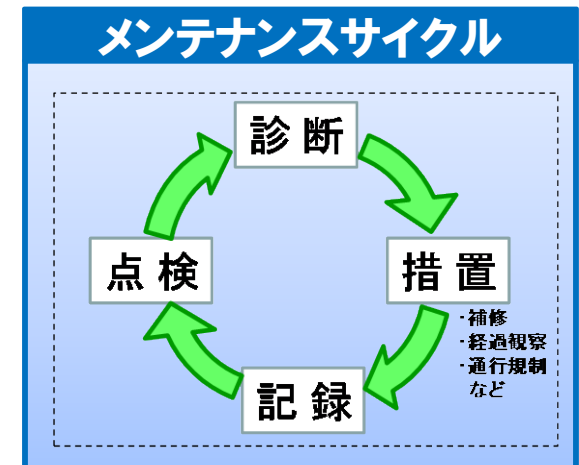 メンテナンスサイクル
診断
点検
措置
・補修
・経過観察
・通行規制
など
記録